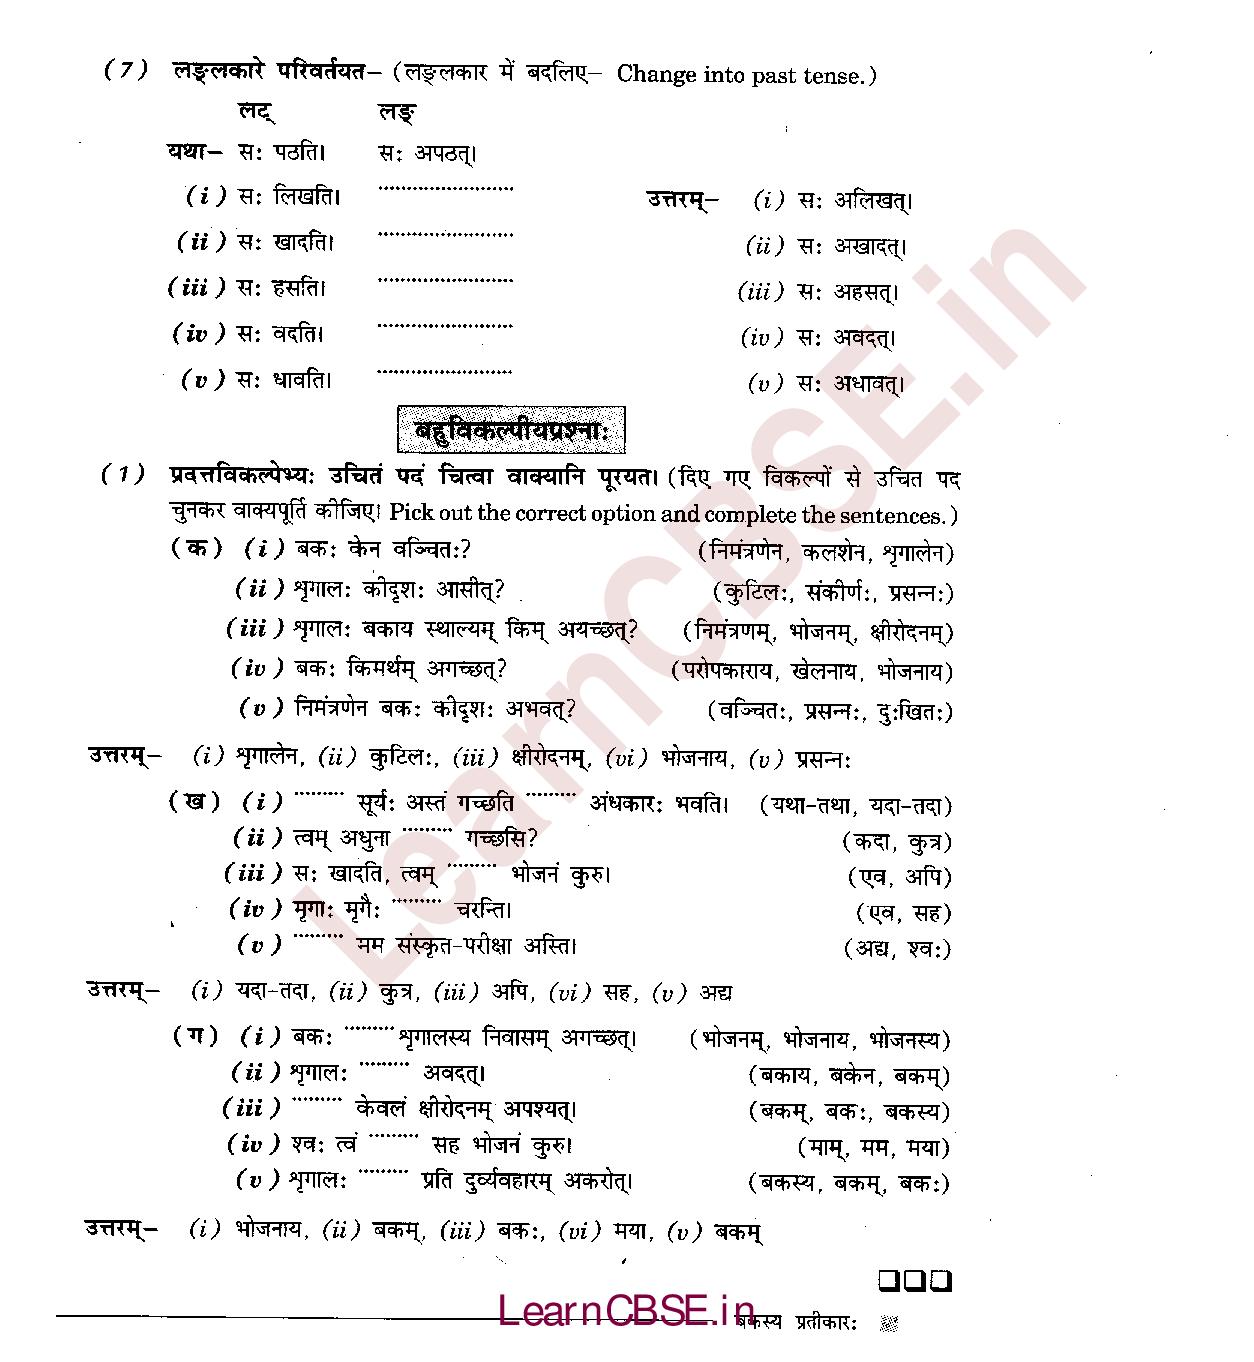 (7) लङ्लकारे परिवर्तयत– (लङ्लकार में बदलिए– Change into past tense.)
लट् लङ्
यथा– सः पठति। सः अपठत्।
(i) सः लिखति। ........................ उत्तरम्– (i) सः अलिखत्।
(ii) सः खादति। ........................ (ii) सः अखादत्।
(iii) सः हसति। ........................ (iii) सः अहसत्।
(iv) सः वदति। ........................ (iv) सः अवदत्।
(v) सः धावति। ........................ (v) सः अधावत्।
बहुविकल्पीयप्रश्नाः
(1) प्रवत्तविकल्पेभ्यः उचितं पदं चित्वा वाक्यानि पूरयत। (दिए गए विकल्पों से उचित पद
चुनकर वाक्यपूर्ति कीजिए। Pick out the correct option and complete the sentences.)
(क) (i) बकः केन वञ्चितः? (निमंत्रणेन, कलशेन, शृगालेन)
(ii) शृगालः कीदृशः आसीत्? (कुटिलः, संकीर्णः, प्रसन्नः)
(iii) शृगालः बकाय स्थाल्यम् किम् अयच्छत्? (निमंत्रणम्, भोजनम्, क्षीरोदनम्)
(iv) बकः किमर्थम् अगच्छत्? (परोपकाराय, खेलनाय, भोजनाय)
(v) निमंत्रणेन बकः कीदृशः अभवत्? (वञ्चितः, प्रसन्नः, दुःखितः)
उत्तरम्– (i) शृगालेन, (ii) कुटिलः, (iii) क्षीरोदनम्, (vi) भोजनाय, (v) प्रसन्नः
(ख) (i) ......... सूर्यः अस्तं गच्छति ......... अंधकारः भवति। (यथा-तथा, यदा-तदा)
(ii) त्वम् अधुना ......... गच्छसि? (कदा, कुत्र)
(iii) सः खादति, त्वम् ......... भोजनं कुरु। (एव, अपि)
(iv) मृगाः मृगैः ......... चरन्ति। (एव, सह)
(v) ......... मम संस्कृत-परीक्षा अस्ति। (अद्य, श्वः)
उत्तरम्– (i) यदा-तदा, (ii) कुत्र, (iii) अपि, (vi) सह, (v) अद्य
(ग) (i) बकः ......... शृगालस्य निवासम् अगच्छत्। (भोजनम्, भोजनाय, भोजनस्य)
(ii) शृगालः ......... अवदत्। (बकाय, बकेन, बकम्)
(iii) ......... केवलं क्षीरोदनम् अपश्यत्। (बकम्, बकः, बकस्य)
(iv) श्वः त्वं ......... सह भोजनं कुरु। (माम्, मम, मया)
(v) शृगालः ......... प्रति दुर्व्यवहारम् अकरोत्। (बकस्य, बकम्, बकः)
उत्तरम्– (i) भोजनाय, (ii) बकम्, (iii) बकः, (vi) मया, (v) बकम्
LearnCBSE.in
LearnCBSE.in
बकस्य प्रतीकारः